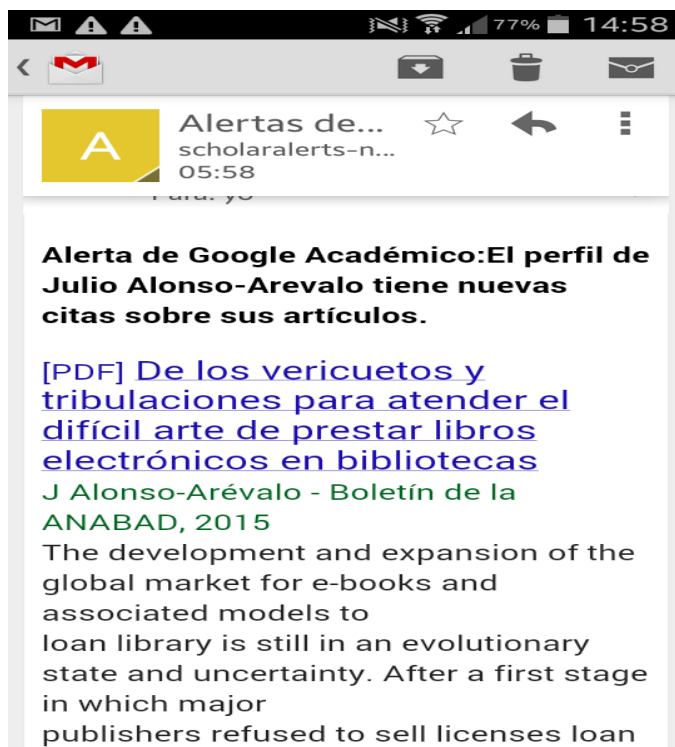 77% 14:58
A
Alertas de...
scholaralerts-n...
05:58
Para: yo
Alerta de Google Académico:El perfil de
Julio Alonso-Arevalo tiene nuevas
citas sobre sus artículos.
[PDF] De los vericuetos y
tribulaciones para atender el
difícil arte de prestar libros
electrónicos en bibliotecas
J Alonso-Arévalo - Boletín de la
ANABAD, 2015
The development and expansion of the
global market for e-books and
associated models to
loan library is still in an evolutionary
state and uncertainty. After a first stage
in which major
publishers refused to sell licenses loan